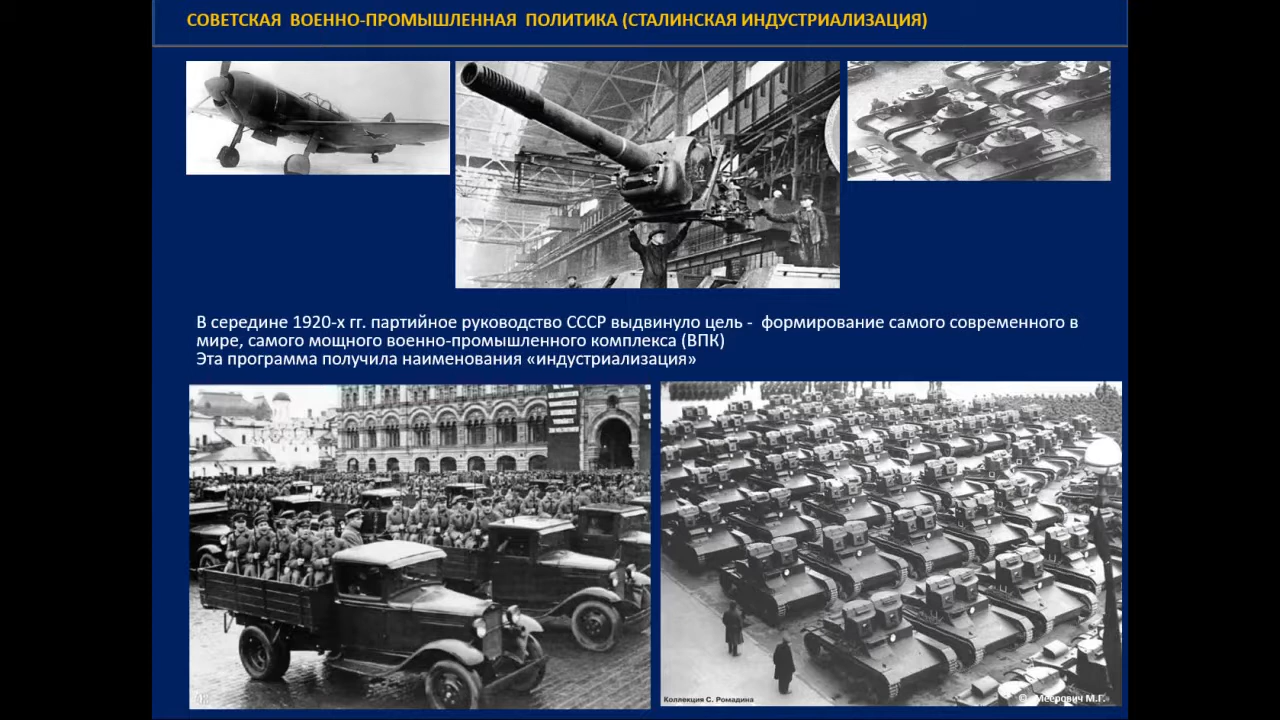 СОВЕТСКАЯ ВОЕННО-ПРОМЫШЛЕННАЯ ПОЛИТИКА (СТАЛИНСКАЯ ИНДУСТРИАЛИЗАЦИЯ)
В середине 1920-х гг. партийное руководство СССР выдвинуло цель - формирование самого современного в
мире, самого мощного военно-промышленного комплекса (ВПК)
Эта программа получила наименования «индустриализация»
Коллекция С. Ромадина
© Меерович М.Г.